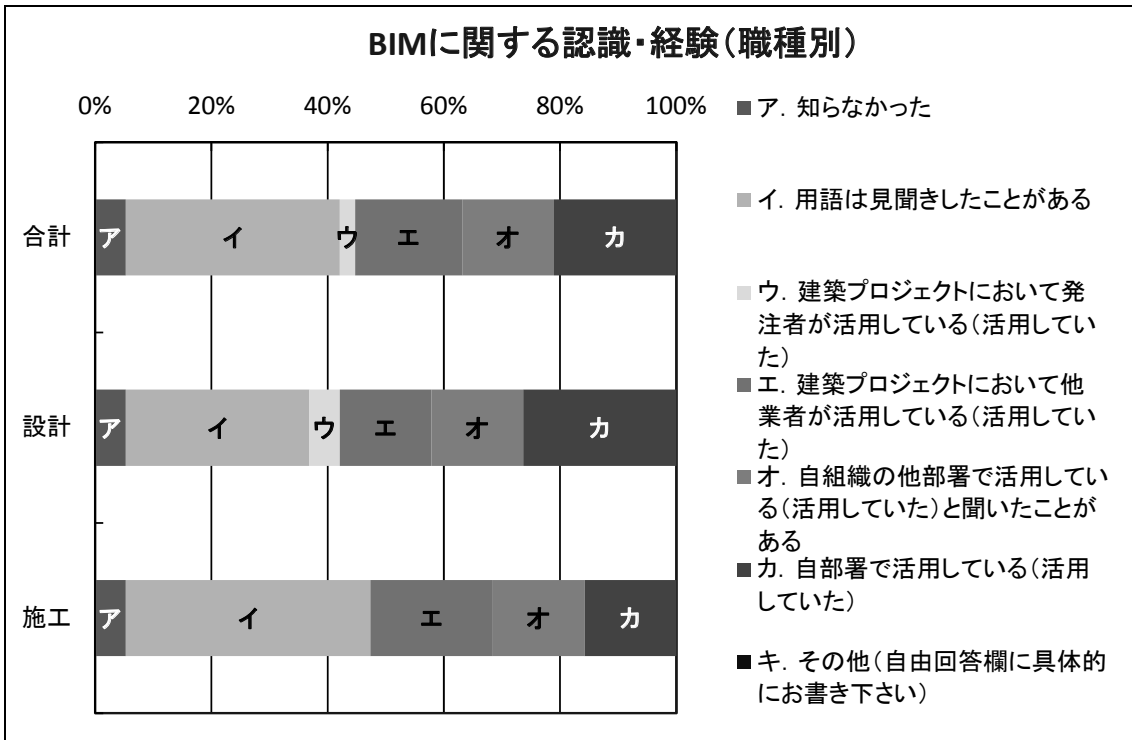 BIMに関する認識・経験(職種別)
0% 20% 40% 60% 80% 100%
合計
ア イ ウ エ オ カ
設計
ア イ ウ エ オ カ
施工
ア イ エ オ カ
ア. 知らなかった
イ. 用語は見聞きしたことがある
ウ. 建築プロジェクトにおいて発
注者が活用している(活用してい
た)
エ. 建築プロジェクトにおいて他
業者が活用している(活用してい
た)
オ. 自組織の他部署で活用してい
る(活用していた)と聞いたことが
ある
カ. 自部署で活用している(活用
していた)
キ. その他(自由回答欄に具体的
にお書き下さい)